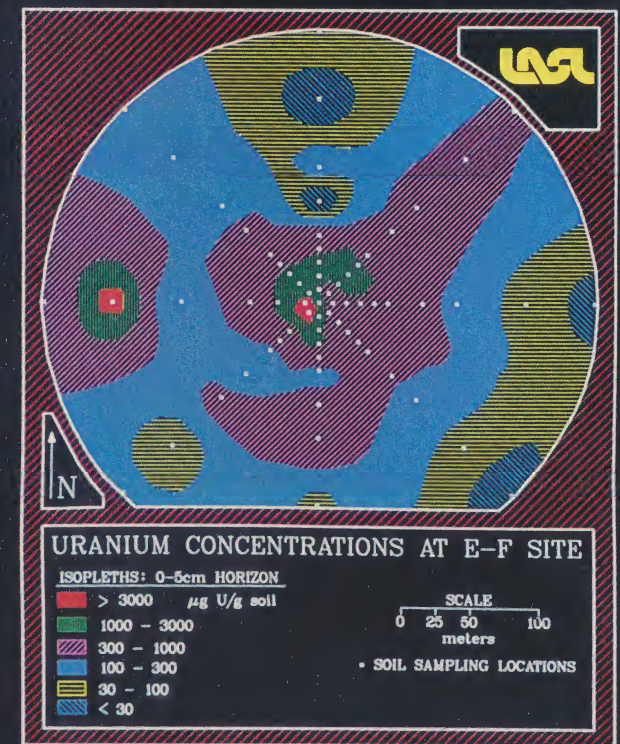 LASL
N
URANIUM CONCENTRATIONS AT E-F SITE
ISOPLETHS: 0-5cm HORIZON
> 3000 μg U/g soil
1000 - 3000
300 - 1000
100 - 300
30 - 100
< 30
SCALE
0 25 50 100
meters
• SOIL SAMPLING LOCATIONS